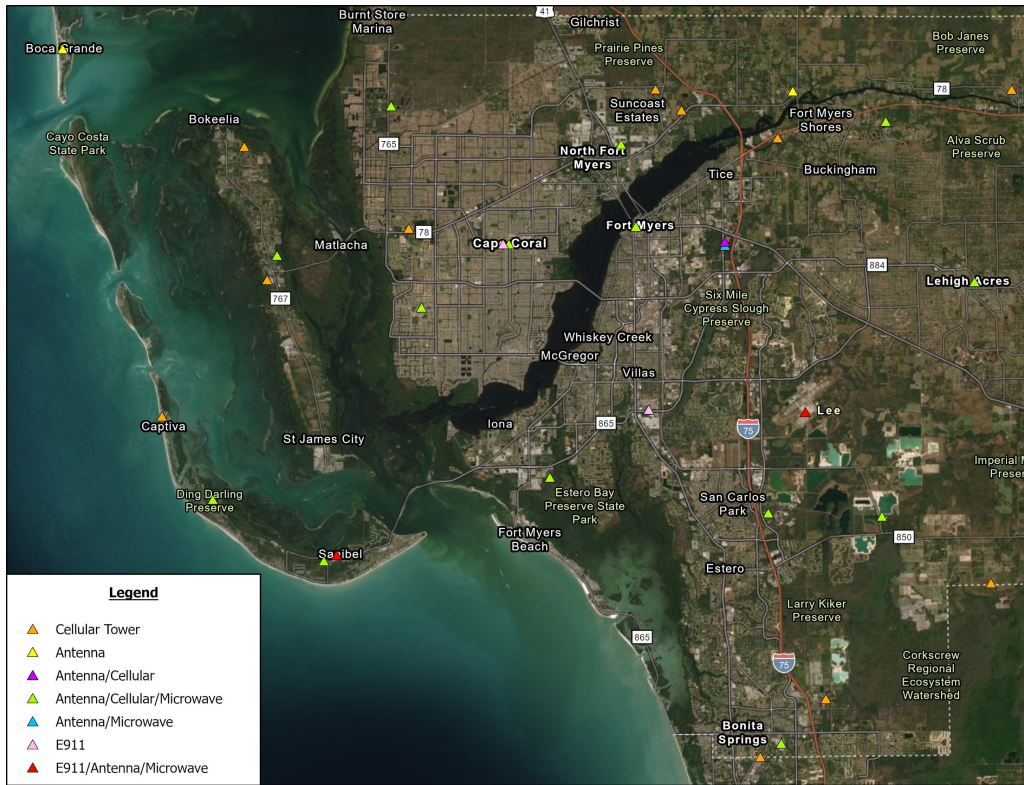 Burnt Store
Marina
41
Gilchrist
Boca Grande
Prairie Pines
Preserve
Bob Janes
Preserve
78
Suncoast
Estates
Bokeelia
Fort Myers
Shores
Cayo Costa
State Park
765
North Fort
Myers
Alva Scrub
Preserve
Tice
Buckingham
78
Fort Myers
Matlacha
Cape Coral
884
Lehigh Acres
767
Six Mile
Cypress Slough
Preserve
Whiskey Creek
McGregor
Villas
Captiva
Iona
865
75
Lee
St James City
Imperial M
Preser
Ding Darling
Preserve
Estero Bay
Preserve State
Park
San Carlos
Park
Fort Myers
Beach
850
Sanibel
Estero
Larry Kiker
Preserve
865
75
Corkscrew
Regional
Ecosystem
Watershed
Bonita
Springs
Legend
Cellular Tower
Antenna
Antenna/Cellular
Antenna/Cellular/Microwave
Antenna/Microwave
E911
E911/Antenna/Microwave